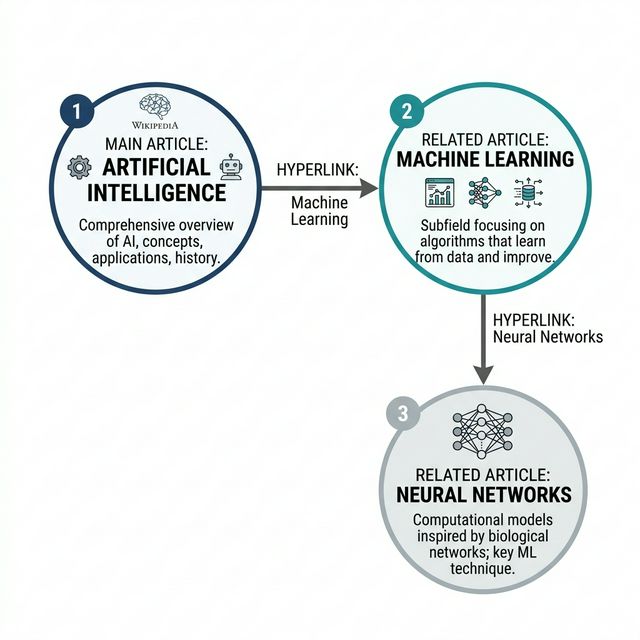 1
WIKIPEDIA
MAIN ARTICLE:
ARTIFICIAL
INTELLIGENCE
Comprehensive overview
of AI, concepts,
applications, history.
HYPERLINK:
Machine
Learning
2
RELATED ARTICLE:
MACHINE LEARNING
Subfield focusing on
algorithms that learn
from data and improve.
HYPERLINK:
Neural Networks
3
RELATED ARTICLE:
NEURAL NETWORKS
Computational models
inspired by biological
networks; key ML
technique.